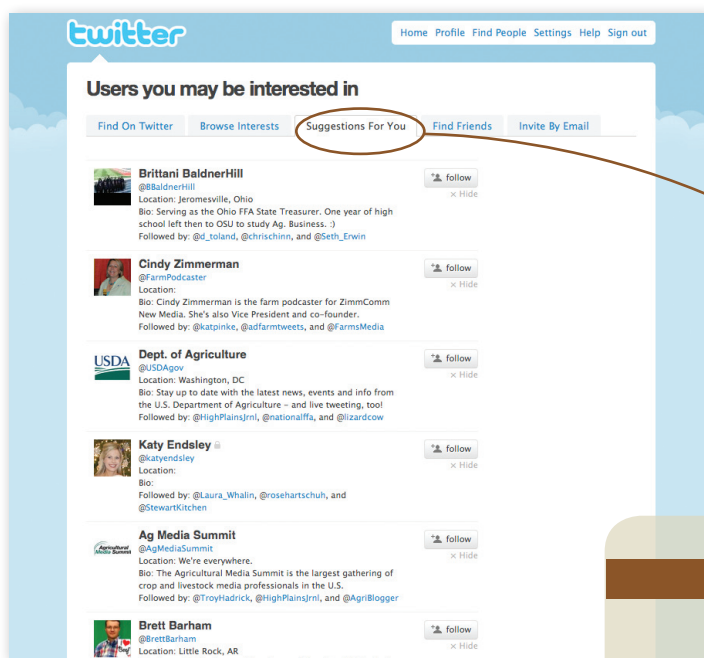 twitter
Home Profile Find People Settings Help Sign out
Users you may be interested in
Find On Twitter Browse Interests Suggestions For You Find Friends Invite By Email
Brittani BaldnerHill
@BBaldnerHill
Location: Jeromesville, Ohio
Bio: Serving as the Ohio FFA State Treasurer. One year of high
school left then to OSU to study Ag. Business. :)
Followed by: @d_toland, @chrischinn, and @Seth_Erwin
follow
× Hide
Cindy Zimmerman
@FarmPodcaster
Location:
Bio: Cindy Zimmerman is the farm podcaster for ZimmComm
New Media. She's also Vice President and co-founder.
Followed by: @katpinke, @adfarmtweets, and @FarmsMedia
follow
× Hide
USDA
Dept. of Agriculture
@USDAgov
Location: Washington, DC
Bio: Stay up to date with the latest news, events and info from
the U.S. Department of Agriculture – and live tweeting, too!
Followed by: @HighPlainsJrnl, @nationalffa, and @lizardcow
follow
× Hide
Katy Endsley
@katyendsley
Location:
Bio:
Followed by: @Laura_Whalin, @rosehartschuh, and
@StewartKitchen
follow
× Hide
Agricultural
Media Summit
Ag Media Summit
@AgMediaSummit
Location: We're everywhere.
Bio: The Agricultural Media Summit is the largest gathering of
crop and livestock media professionals in the U.S.
Followed by: @TroyHadrick, @HighPlainsJrnl, and @AgriBlogger
follow
× Hide
Brett Barham
@BrettBarham
Location: Little Rock, AR
follow
× Hide